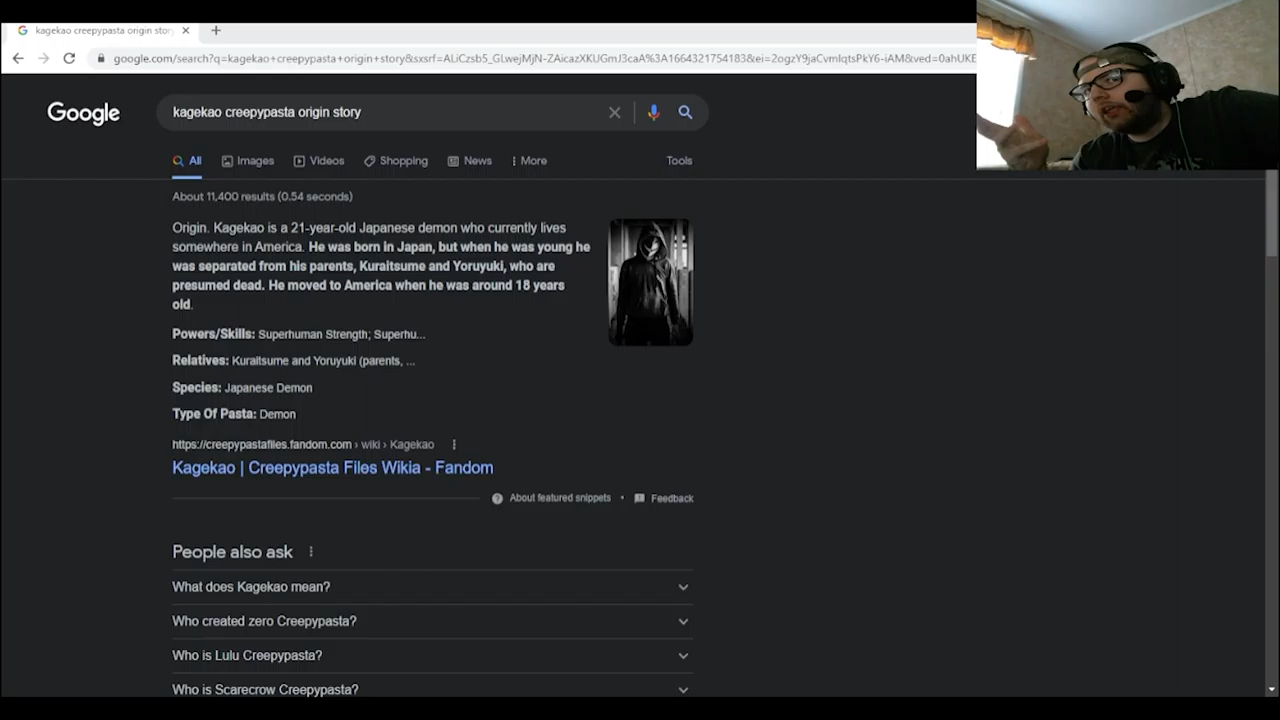 kagekao creepypasta origin story
google.com/search?q=kagekao+creepypasta+origin+story&sxsrf=ALiCzsb5_GLwejMjN-ZAicazXKUGmJ3caA%3A1664321754183&ei=2ogzY9jaCvmIqtsPkY6-iAM&ved=0ahUKE
Google
kagekao creepypasta origin story
All Images Videos Shopping News More Tools
About 11,400 results (0.54 seconds)
Origin. Kagekao is a 21-year-old Japanese demon who currently lives
somewhere in America. He was born in Japan, but when he was young he
was separated from his parents, Kuraitsume and Yoruyuki, who are
presumed dead. He moved to America when he was around 18 years
old.
Powers/Skills: Superhuman Strength; Superhu...
Relatives: Kuraitsume and Yoruyuki (parents, ...
Species: Japanese Demon
Type Of Pasta: Demon
https://creepypastafiles.fandom.com › wiki › Kagekao
Kagekao | Creepypasta Files Wikia - Fandom
About featured snippets • Feedback
People also ask
What does Kagekao mean?
Who created zero Creepypasta?
Who is Lulu Creepypasta?
Who is Scarecrow Creepypasta?